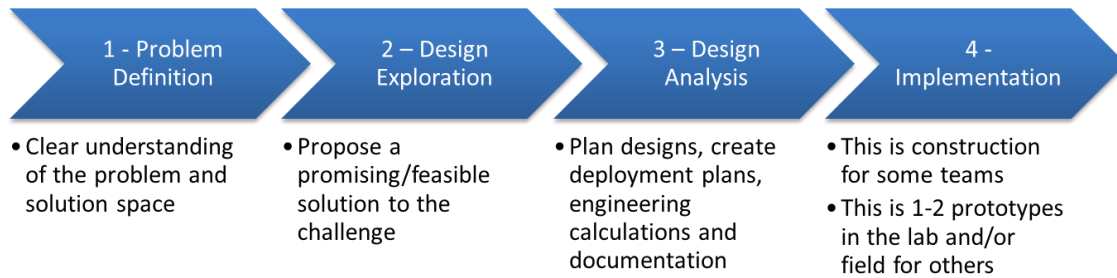 1 - Problem
Definition
2 – Design
Exploration
3 – Design
Analysis
4 -
Implementation
• Clear understanding
of the problem and
solution space
• Propose a
promising/feasible
solution to the
challenge
• Plan designs, create
deployment plans,
engineering
calculations and
documentation
• This is construction
for some teams
• This is 1-2 prototypes
in the lab and/or
field for others